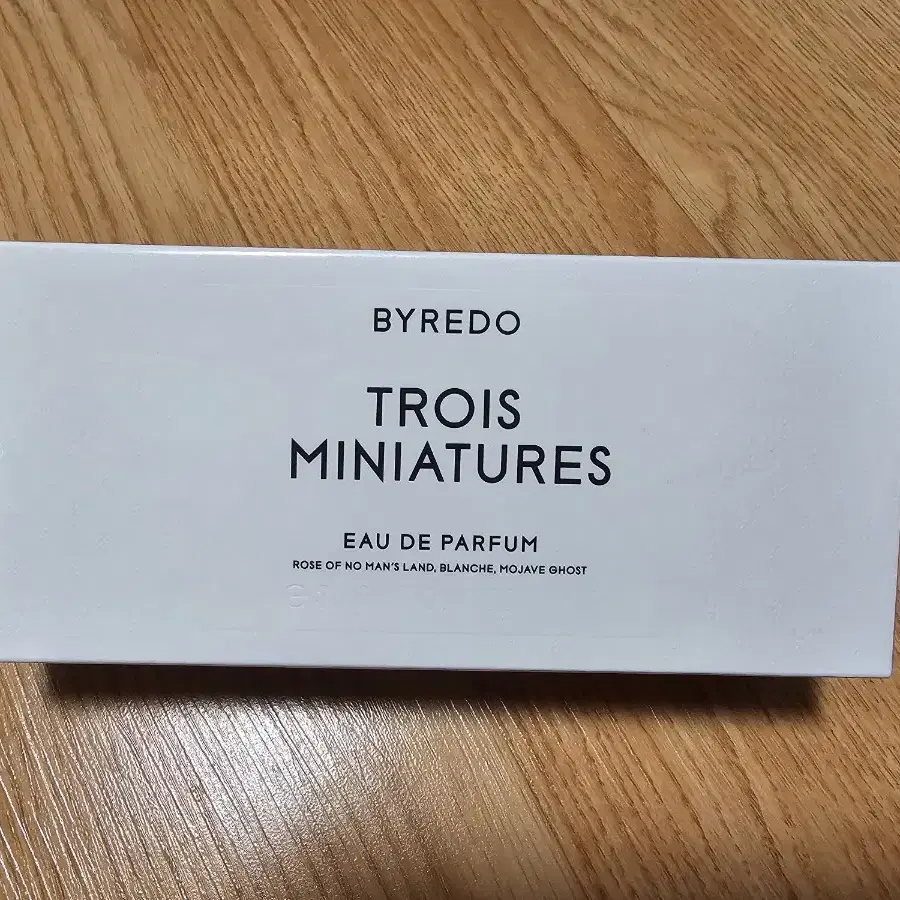 BYREDO
TROIS
MINIATURES
EAU DE PARFUM
ROSE OF NO MAN'S LAND, BLANCHE, MOJAVE GHOST